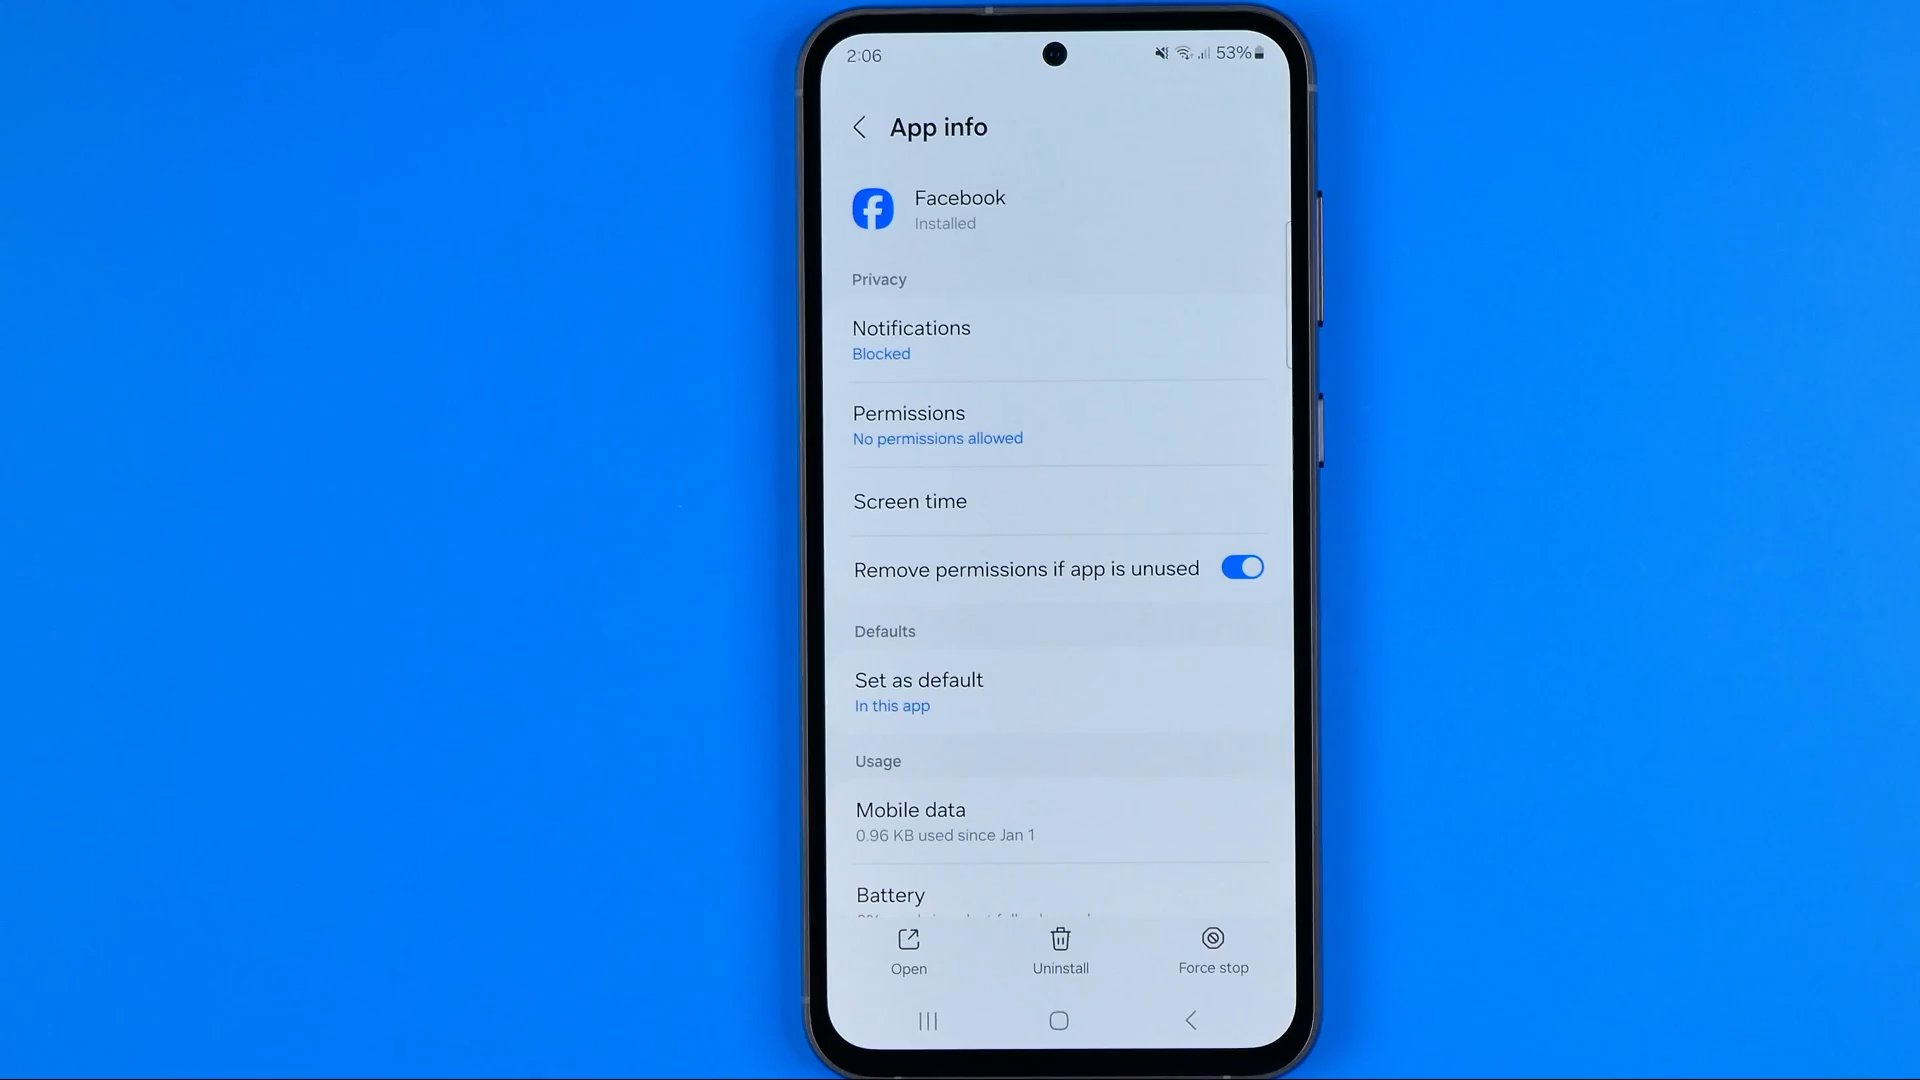 2:06
53%
App info
Facebook
Installed
Privacy
Notifications
Blocked
Permissions
No permissions allowed
Screen time
Remove permissions if app is unused
Defaults
Set as default
In this app
Usage
Mobile data
0.96 KB used since Jan 1
Battery
Open
Uninstall
Force stop